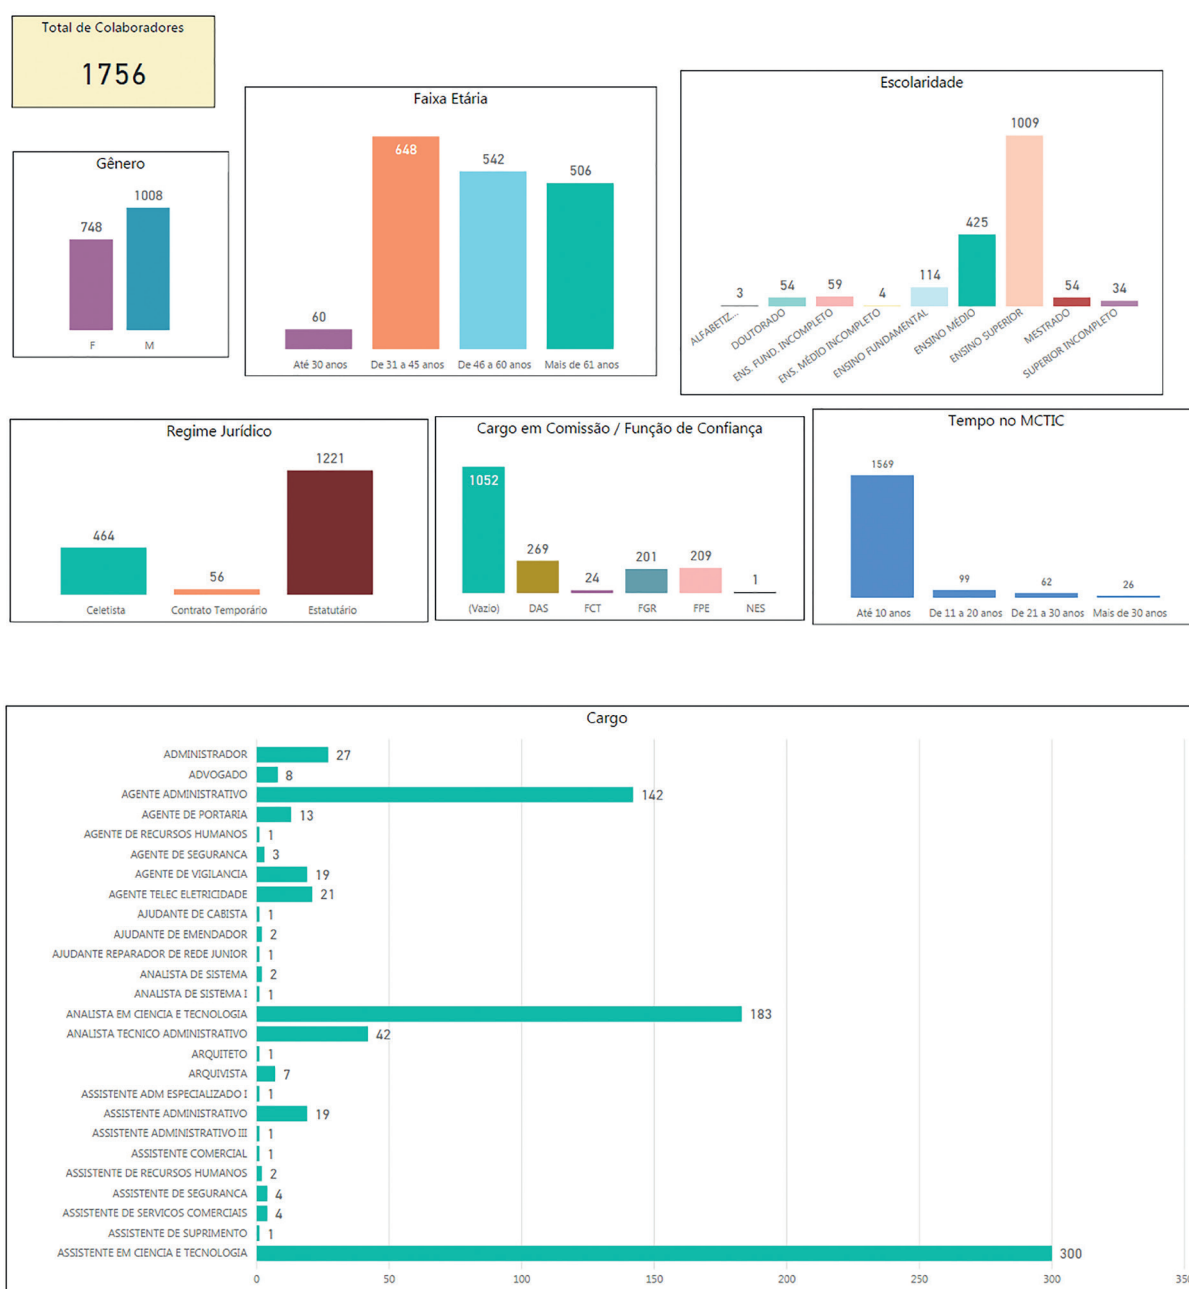 Total de Colaboradores
1756
Gênero
748
1008
F
M
Faixa Etária
60
648
542
506
Até 30 anos
De 31 a 45 anos
De 46 a 60 anos
Mais de 61 anos
Escolaridade
3
54
59
4
114
425
1009
54
34
ALFABETIZ...
DOUTORADO
ENS. FUND. INCOMPLETO
ENS. MÉDIO INCOMPLETO
ENSINO FUNDAMENTAL
ENSINO MÉDIO
ENSINO SUPERIOR
MESTRADO
SUPERIOR INCOMPLETO
Regime Jurídico
464
56
1221
Celetista
Contrato Temporário
Estatutário
Cargo em Comissão / Função de Confiança
1052
269
24
201
209
1
(Vazio)
DAS
FCT
FGR
FPE
NES
Tempo no MCTIC
1569
99
62
26
Até 10 anos
De 11 a 20 anos
De 21 a 30 anos
Mais de 30 anos
Cargo
ADMINISTRADOR 27
ADVOGADO 8
AGENTE ADMINISTRATIVO 142
AGENTE DE PORTARIA 13
AGENTE DE RECURSOS HUMANOS 1
AGENTE DE SEGURANCA 3
AGENTE DE VIGILANCIA 19
AGENTE TELEC ELETRICIDADE 21
AJUDANTE DE CABISTA 1
AJUDANTE DE EMENDADOR 2
AJUDANTE REPARADOR DE REDE JUNIOR 1
ANALISTA DE SISTEMA 2
ANALISTA DE SISTEMA I 1
ANALISTA EM CIENCIA E TECNOLOGIA 183
ANALISTA TECNICO ADMINISTRATIVO 42
ARQUITETO 1
ARQUIVISTA 7
ASSISTENTE ADM ESPECIALIZADO I 1
ASSISTENTE ADMINISTRATIVO 19
ASSISTENTE ADMINISTRATIVO III 1
ASSISTENTE COMERCIAL 1
ASSISTENTE DE RECURSOS HUMANOS 2
ASSISTENTE DE SEGURANCA 4
ASSISTENTE DE SERVICOS COMERCIAIS 4
ASSISTENTE DE SUPRIMENTO 1
ASSISTENTE EM CIENCIA E TECNOLOGIA 300
0 50 100 150 200 250 300 350